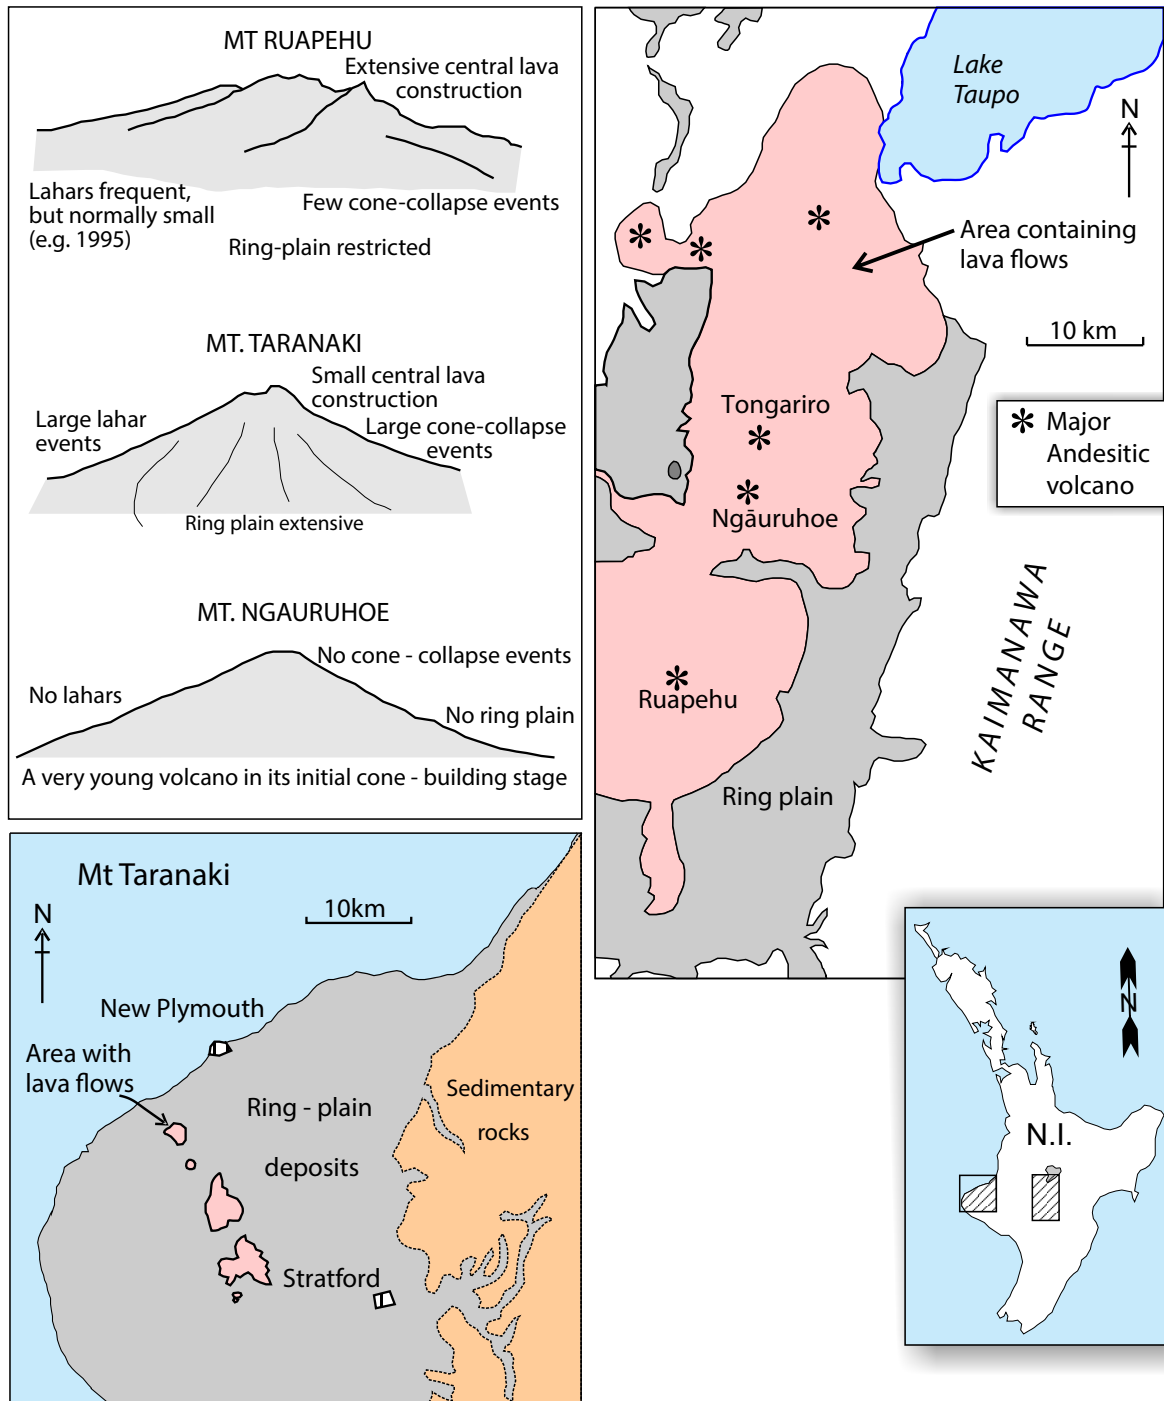 MT RUAPEHU
Extensive central lava
construction
Lahars frequent,
but normally small
(e.g. 1995)
Few cone-collapse events
Ring-plain restricted
MT. TARANAKI
Small central lava
construction
Large lahar
events
Large cone-collapse
events
Ring plain extensive
MT. NGAURUHOE
No cone - collapse events
No lahars
No ring plain
A very young volcano in its initial cone - building stage
Lake
Taupo
N
Area containing
lava flows
10 km
Major
Andesitic
volcano
Tongariro
Ngāuruhoe
Ruapehu
Ring plain
KAIMANAWA
RANGE
Mt Taranaki
N
10km
New Plymouth
Area with
lava flows
Ring - plain
deposits
Sedimentary
rocks
Stratford
N
N.I.